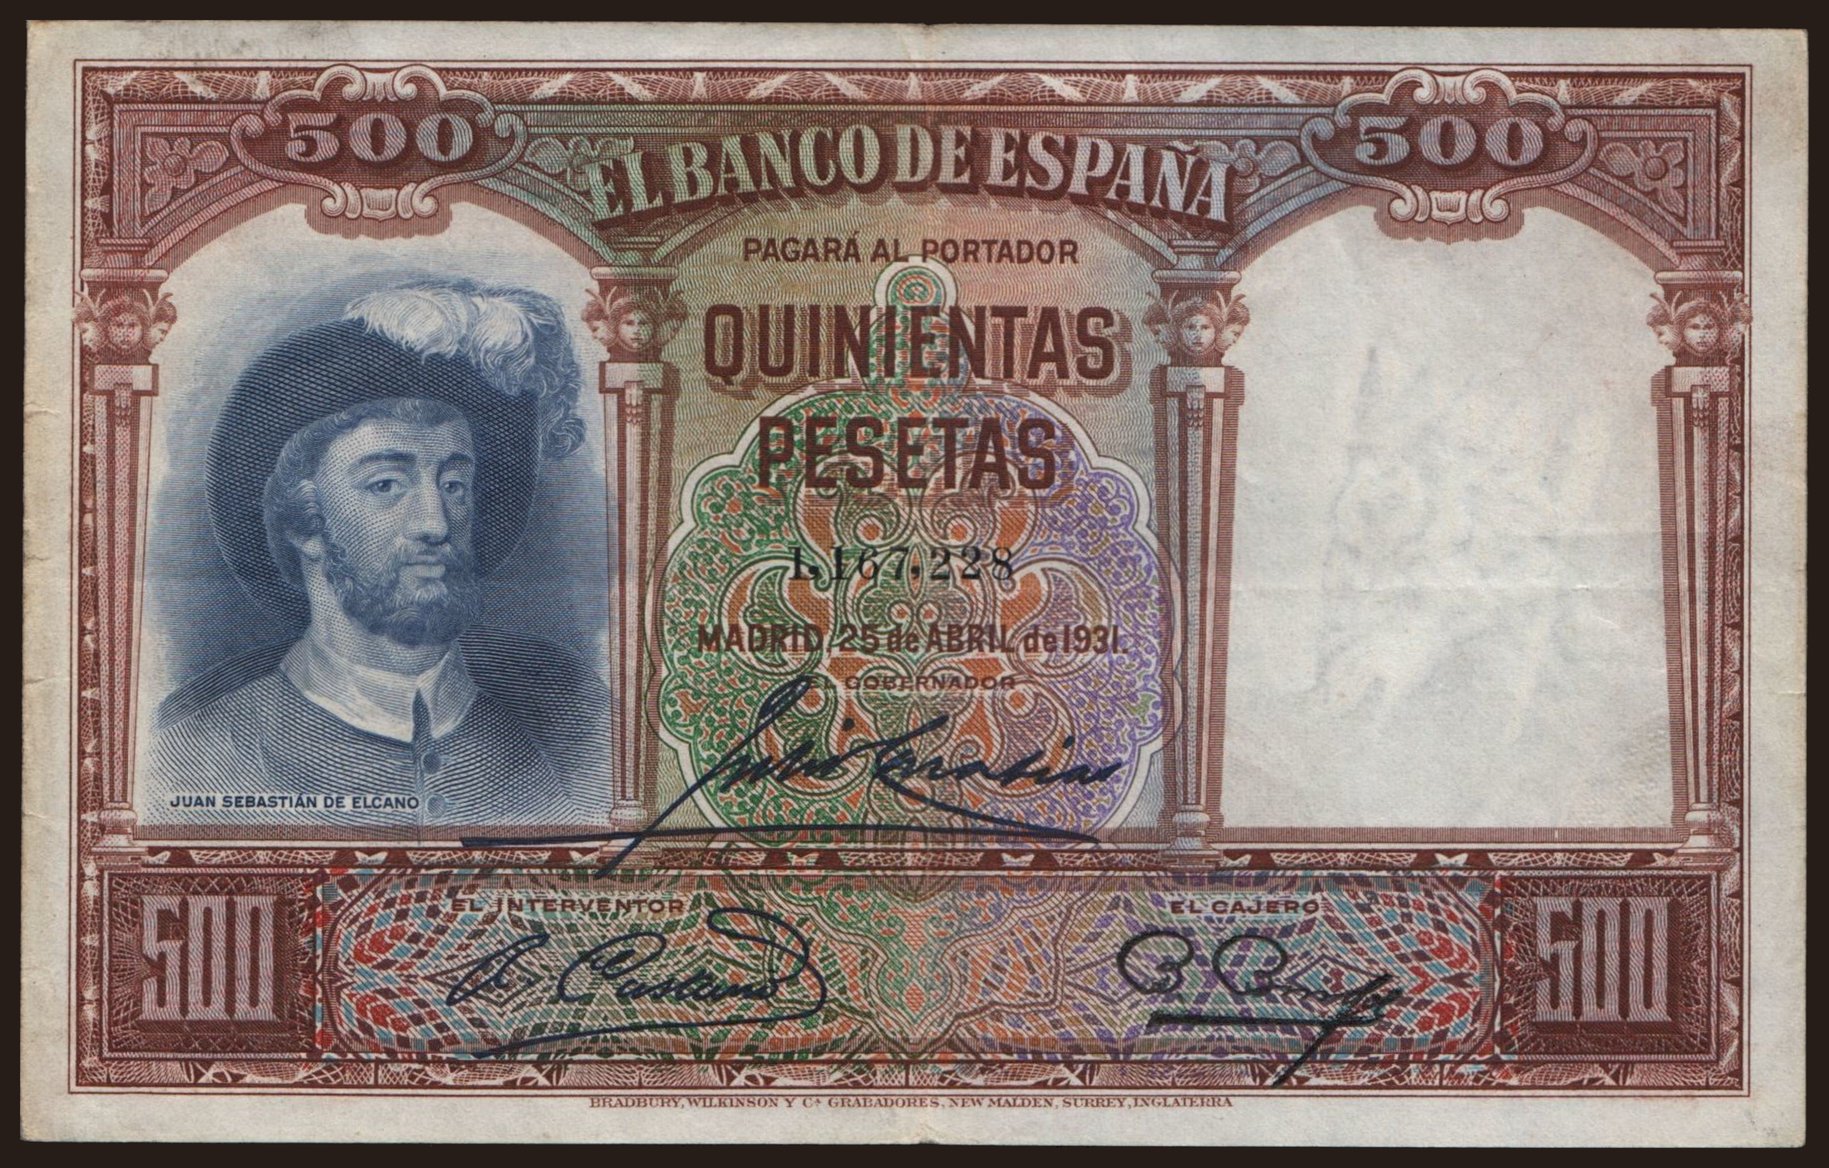 500 500
EL BANCO DE ESPAÑA
PAGARÁ AL PORTADOR
QUINIENTAS
PESETAS
1,167,228
MADRID, 25 de ABRIL de 1931.
EL GOBERNADOR
JUAN SEBASTIÁN DE ELCANO
EL INTERVENTOR EL CAJERO
500 500
BRADBURY, WILKINSON Y Cª GRABADORES, NEW MALDEN, SURREY, INGLATERRA